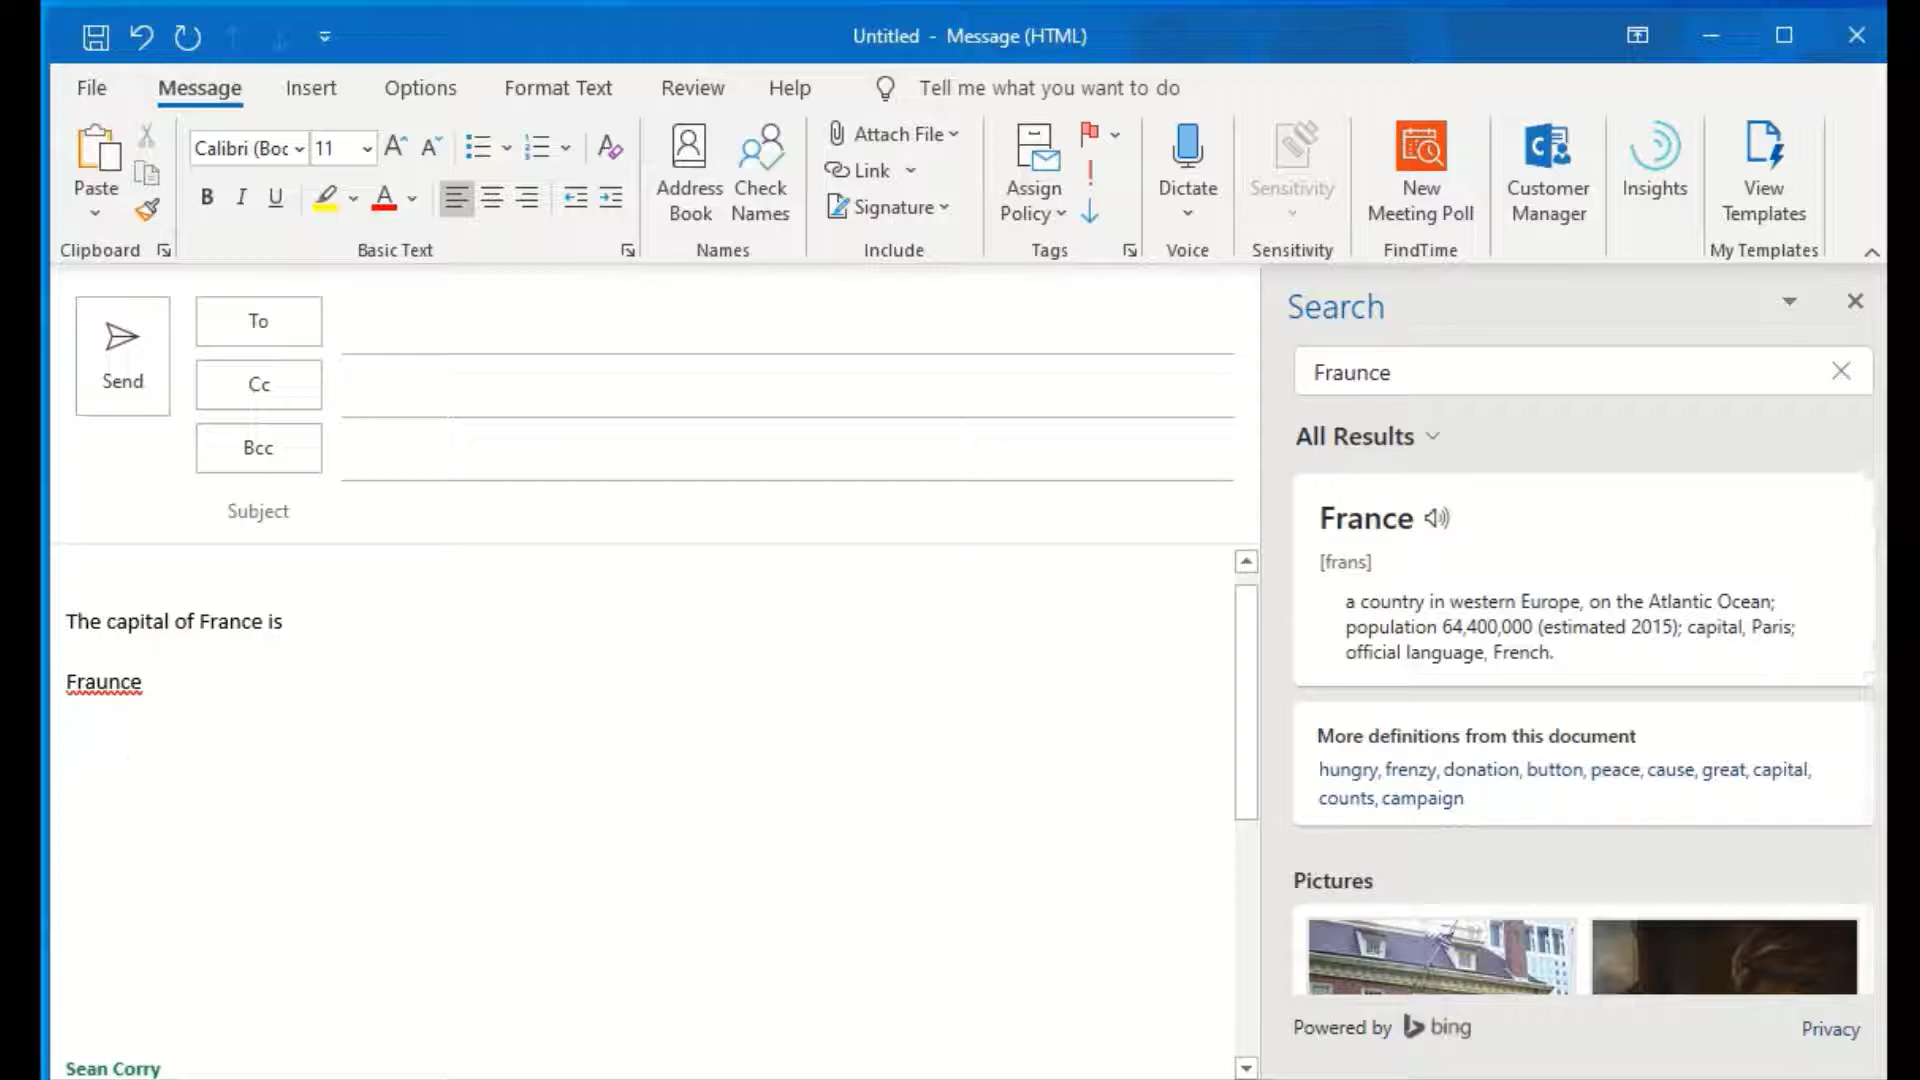 Untitled - Message (HTML)
File Message Insert Options Format Text Review Help Tell me what you want to do
Paste
Clipboard
Calibri (Boc 11
B I U A
Basic Text
Address Book
Check Names
Names
Attach File
Link
Signature
Include
Assign Policy
Tags
Dictate
Voice
Sensitivity
Sensitivity
New Meeting Poll
FindTime
Customer Manager
Insights
View Templates
My Templates
Send
To
Cc
Bcc
Subject
The capital of France is
Fraunce
Sean Corry
Search
Fraunce
All Results
France
[frans]
a country in western Europe, on the Atlantic Ocean;
population 64,400,000 (estimated 2015); capital, Paris;
official language, French.
More definitions from this document
hungry, frenzy, donation, button, peace, cause, great, capital,
counts, campaign
Pictures
Powered by bing
Privacy